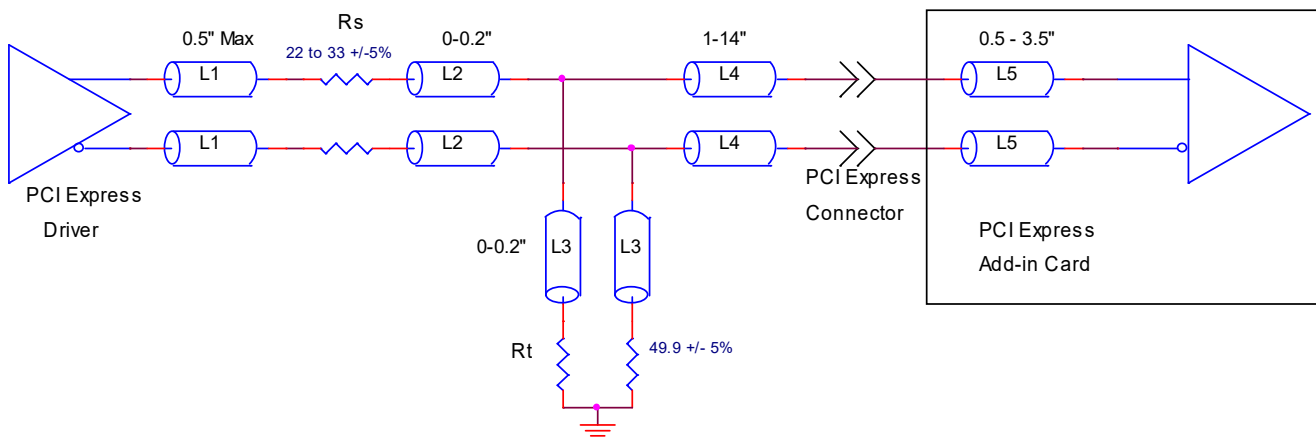 Rs
0.5" Max
22 to 33 +/-5%
0-0.2"
1-14"
0.5 - 3.5"
L1
L2
L4
L5
L1
L2
L4
L5
PCI Express
Driver
PCI Express
Connector
PCI Express
Add-in Card
0-0.2"
L3
L3
Rt
49.9 +/- 5%